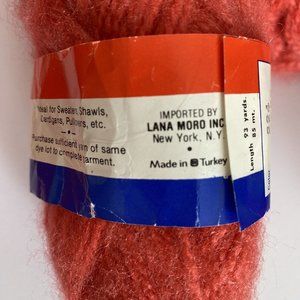 Ideal for Sweaters, Shawls,
Cardigans, Pullovers, etc.
Purchase sufficient yarn of same
dye lot to complete garment.
IMPORTED BY
LANA MORO INC
New York, N.Y.
Made in Turkey
Length 93 yards.
85 mt.